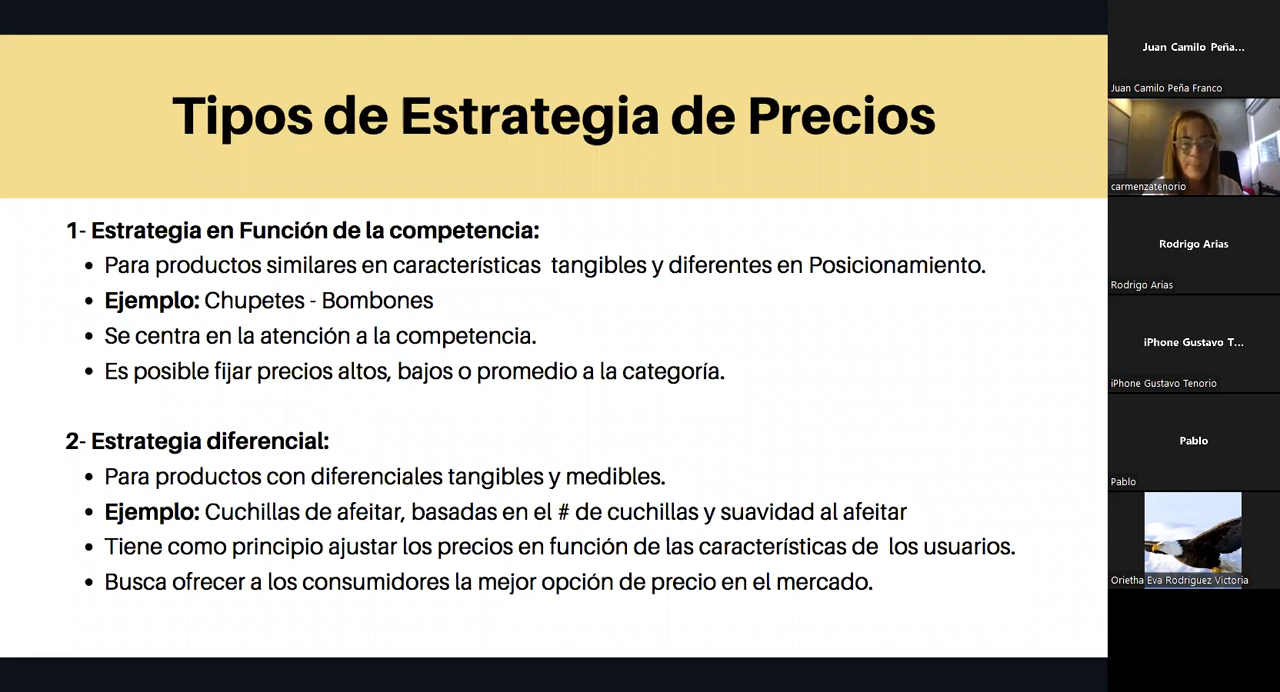 Tipos de Estrategia de Precios
1- Estrategia en Función de la competencia:
• Para productos similares en características tangibles y diferentes en Posicionamiento.
• Ejemplo: Chupetes - Bombones
• Se centra en la atención a la competencia.
• Es posible fijar precios altos, bajos o promedio a la categoría.
2- Estrategia diferencial:
• Para productos con diferenciales tangibles y medibles.
• Ejemplo: Cuchillas de afeitar, basadas en el # de cuchillas y suavidad al afeitar
• Tiene como principio ajustar los precios en función de las características de los usuarios.
• Busca ofrecer a los consumidores la mejor opción de precio en el mercado.
Juan Camilo Peña...
Juan Camilo Peña Franco
carmenzatenorio
Rodrigo Arias
Rodrigo Arias
iPhone Gustavo T...
iPhone Gustavo Tenorio
Pablo
Pablo
Orietha Eva Rodriguez Victoria